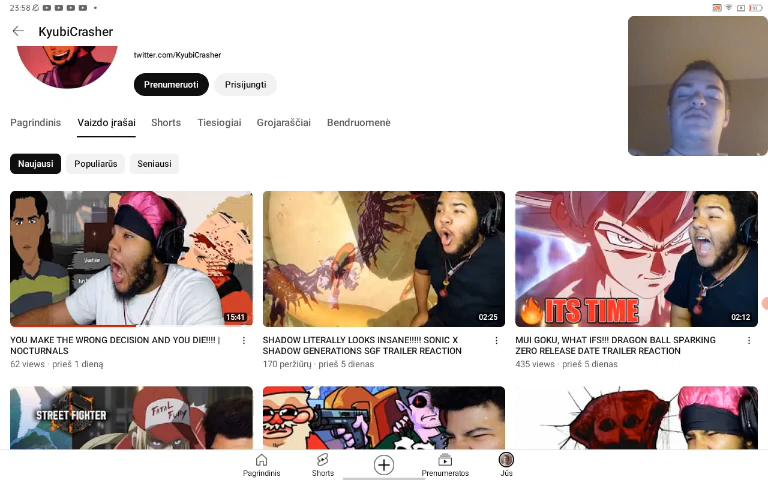 23:58
KyubiCrasher
twitter.com/KyubiCrasher
Prenumeruoti
Prisijungti
Pagrindinis
Vaizdo įrašai
Shorts
Tiesiogiai
Grojaraščiai
Bendruomenė
Naujausi
Populiarūs
Seniausi
15:41
02:25
ITS TIME
02:12
YOU MAKE THE WRONG DECISION AND YOU DIE!!!! |
NOCTURNALS
62 views · prieš 1 dieną
SHADOW LITERALLY LOOKS INSANE!!!!! SONIC X
SHADOW GENERATIONS SGF TRAILER REACTION
170 peržiūrų · prieš 5 dienas
MUI GOKU, WHAT IFS!!! DRAGON BALL SPARKING
ZERO RELEASE DATE TRAILER REACTION
435 views · prieš 5 dienas
STREET FIGHTER
FATAL
FURY
Pagrindinis
Shorts
Prenumeratos
Jūs